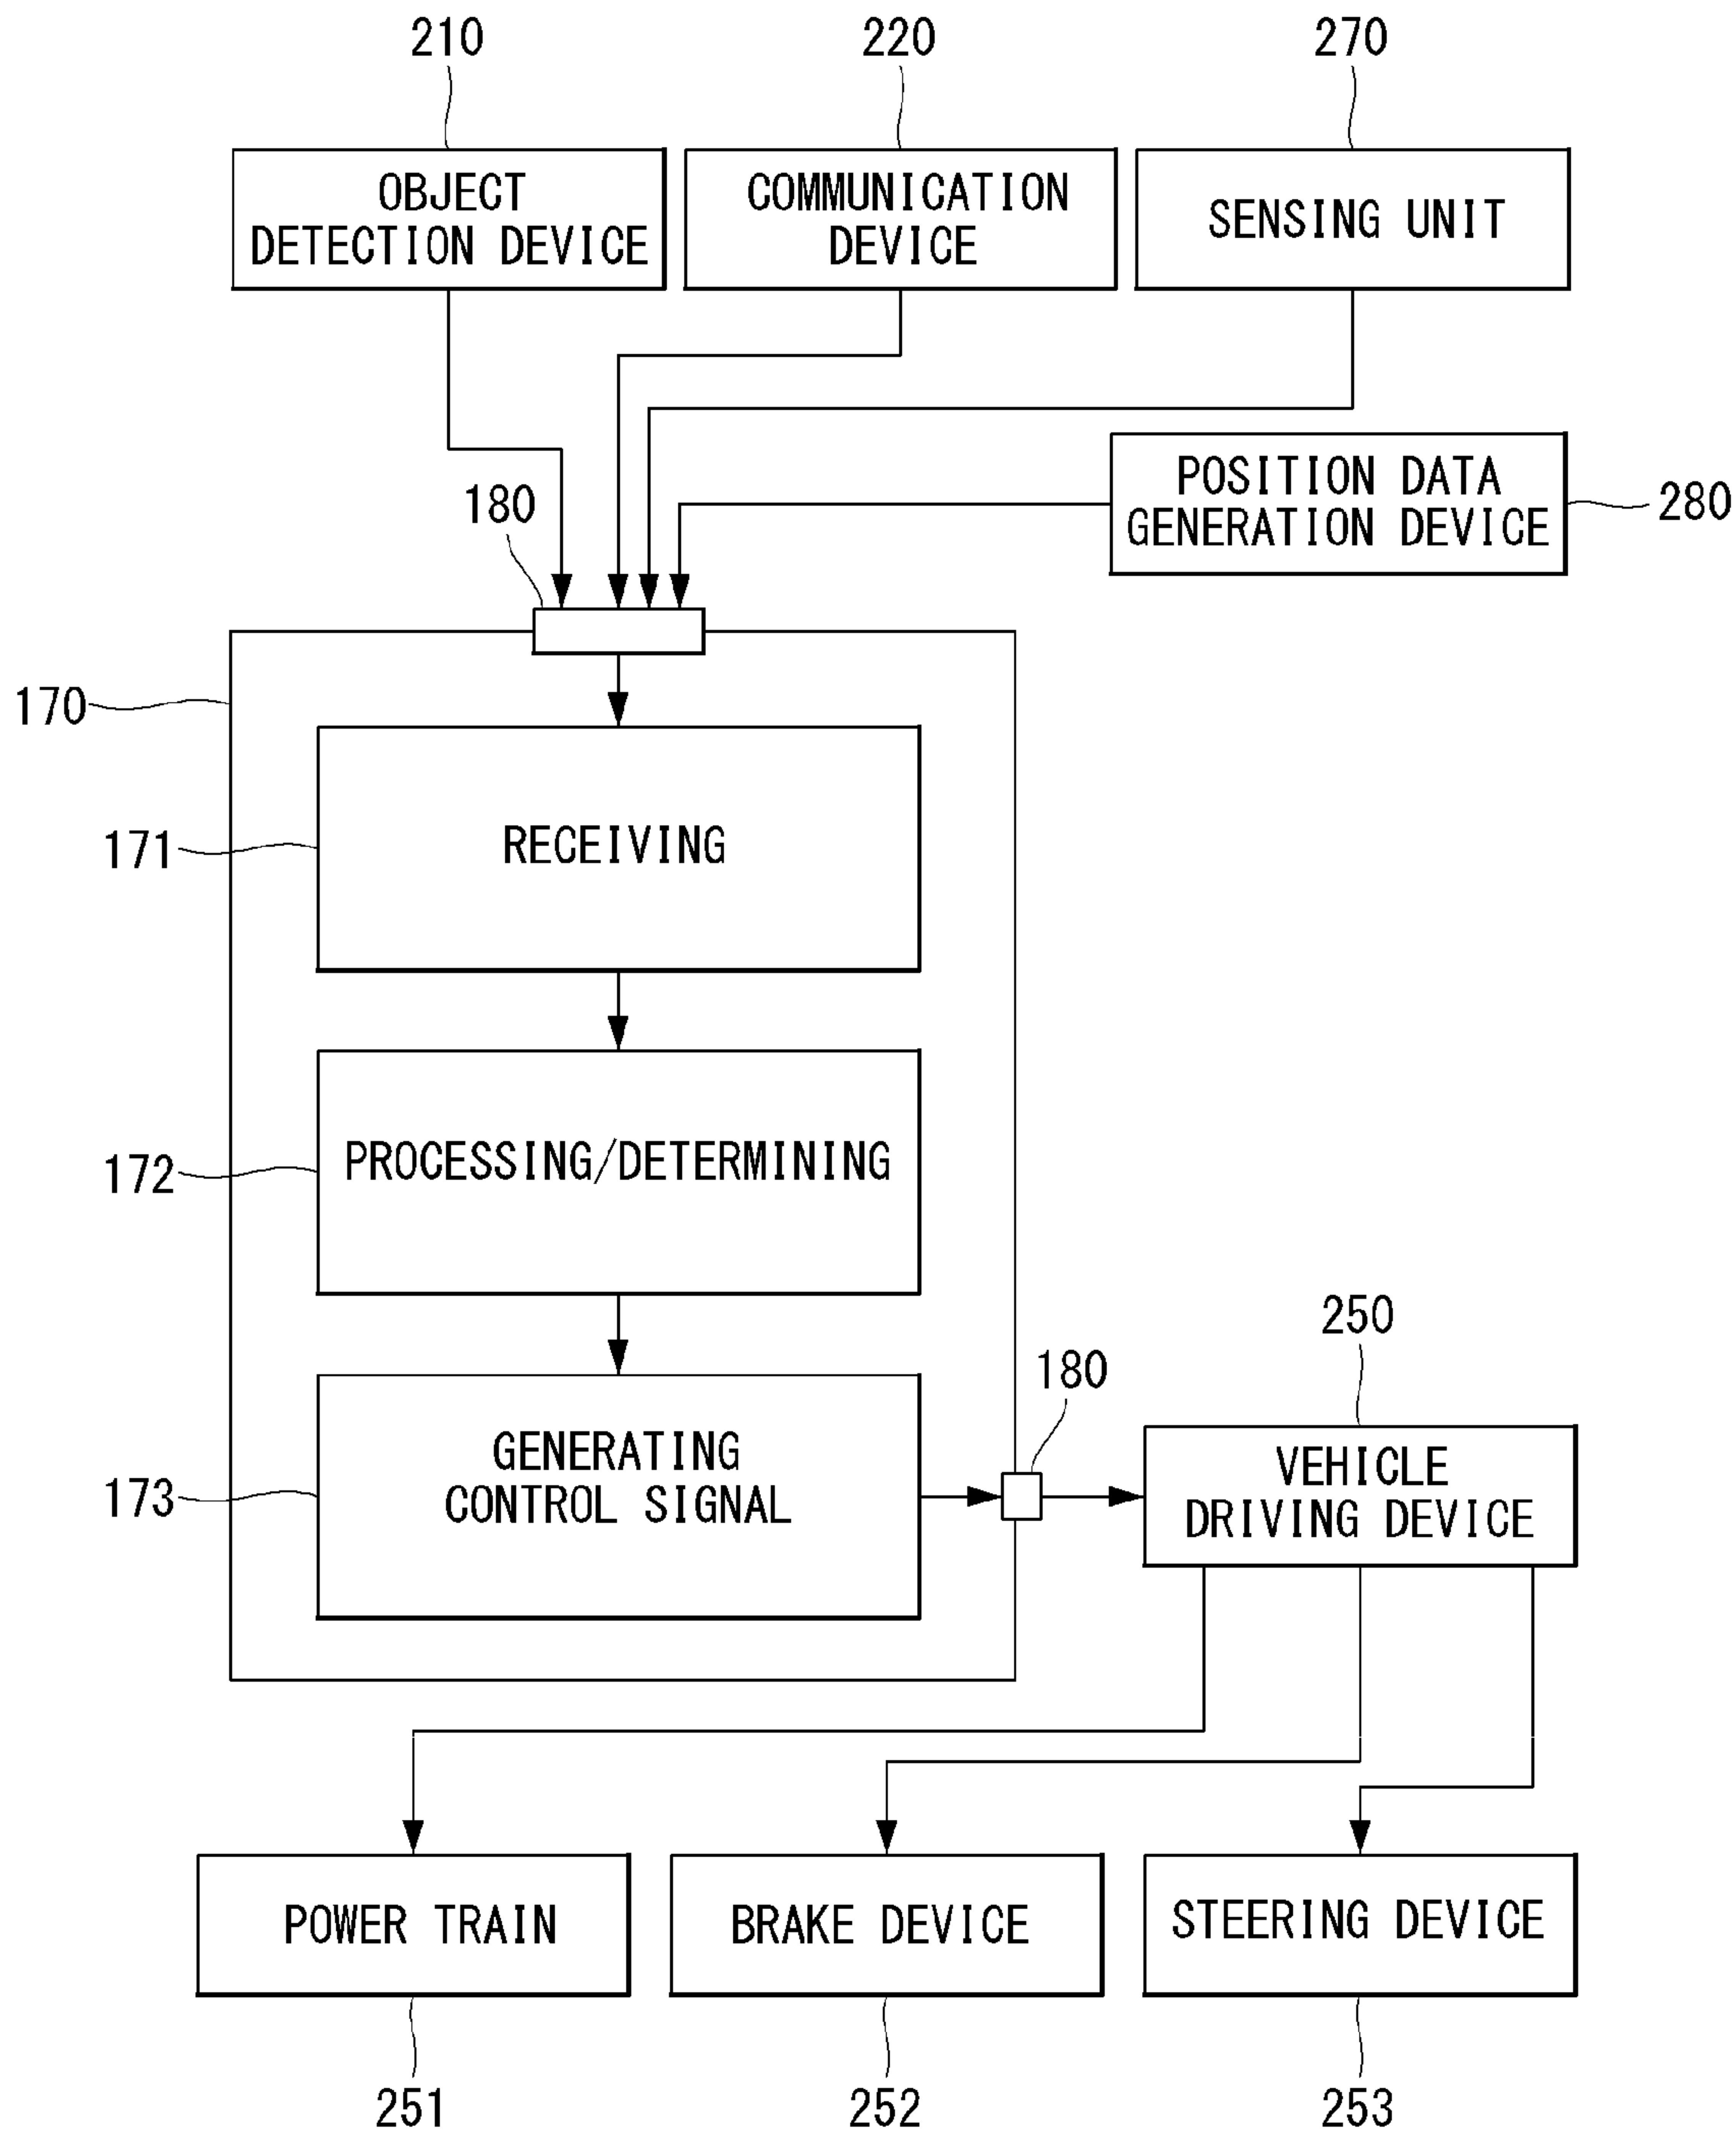 210
220
270
OBJECT
DETECTION DEVICE
COMMUNICATION
DEVICE
SENSING UNIT
POSITION DATA
GENERATION DEVICE
280
180
170
RECEIVING
171
PROCESSING/DETERMINING
172
GENERATING
CONTROL SIGNAL
173
180
250
VEHICLE
DRIVING DEVICE
POWER TRAIN
BRAKE DEVICE
STEERING DEVICE
251
252
253